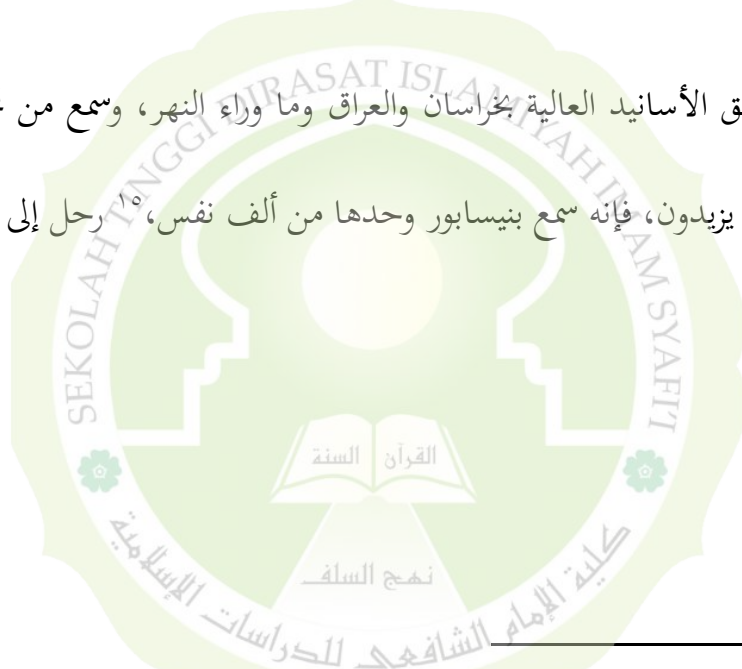 ق الأسانيد العالية بخراسان والعراق وما وراء النهر، وسمع من
يزيدون، فإنه سمع بنيسابور وحدها من ألف نفس،١٥ رحل إلى
SEKOLAH TINGGI DIRASAT ISLAMIYAH IMAM SYAFI'I
القرآن السنة
نهج السلف
كلية الإمام الشافعي للدراسات الإسلامية